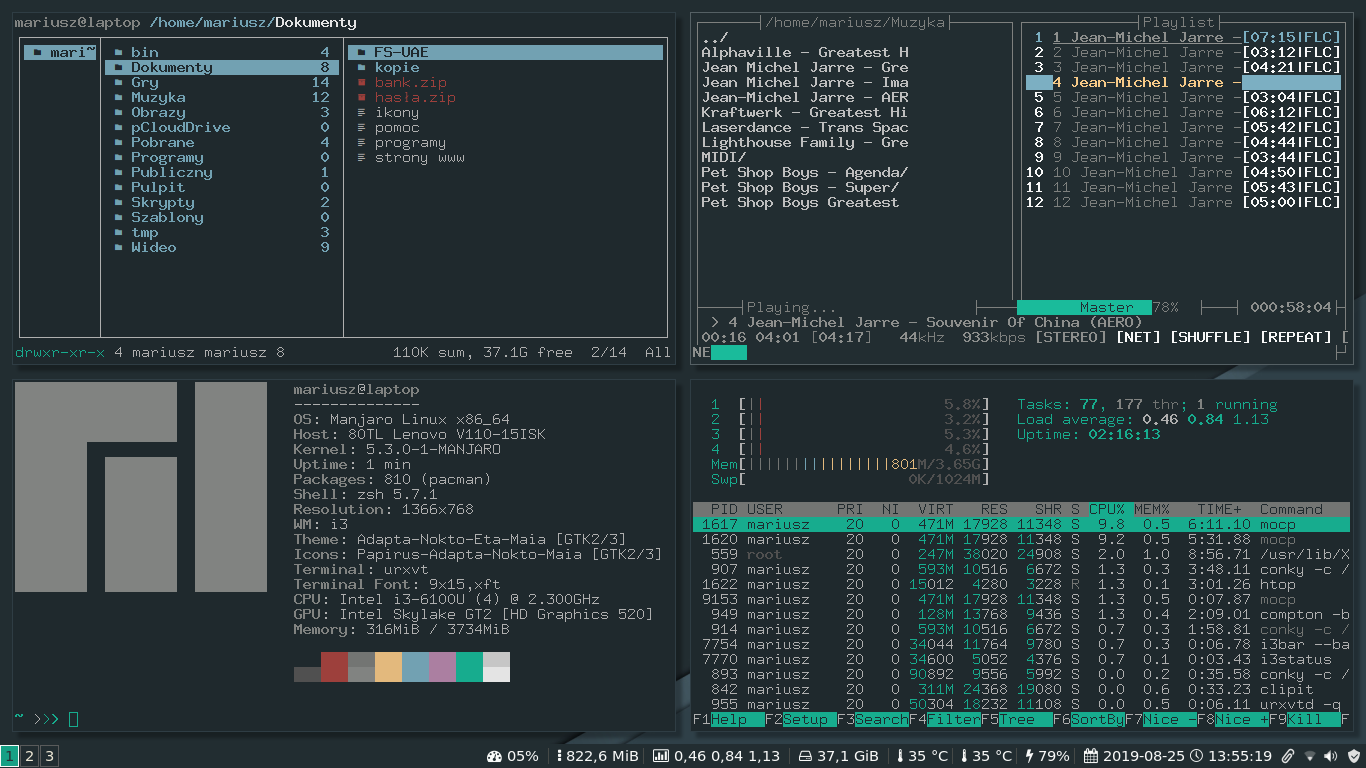 mariusz@laptop /home/mariusz/Dokumenty
mari~
bin 4
Dokumenty 8
Gry 14
Muzyka 12
Obrazy 3
pCloudDrive 0
Pobrane 4
Programy 0
Publiczny 1
Pulpit 0
Skrypty 2
Szablony 0
tmp 3
Wideo 9
FS-UAE
kopie
bank.zip
hasła.zip
ikony
pomoc
programy
strony www
drwxr-xr-x 4 mariusz mariusz 8 110K sum, 37.1G free 2/14 All
/home/mariusz/Muzyka
../
Alphaville - Greatest H
Jean Michel Jarre - Gre
Jean Michel Jarre - Ima
Jean-Michel Jarre - AER
Kraftwerk - Greatest Hi
Laserdance - Trans Spac
Lighthouse Family - Gre
MIDI/
Pet Shop Boys - Agenda/
Pet Shop Boys - Super/
Pet Shop Boys Greatest
Playlist
1 1 Jean-Michel Jarre -[07:15|FLC]
2 2 Jean-Michel Jarre -[03:12|FLC]
3 3 Jean-Michel Jarre -[04:21|FLC]
4 Jean-Michel Jarre -
5 5 Jean-Michel Jarre -[03:04|FLC]
6 6 Jean-Michel Jarre -[06:12|FLC]
7 7 Jean-Michel Jarre -[05:42|FLC]
8 8 Jean-Michel Jarre -[04:44|FLC]
9 9 Jean-Michel Jarre -[03:44|FLC]
10 10 Jean-Michel Jarre [04:50|FLC]
11 11 Jean-Michel Jarre [05:43|FLC]
12 12 Jean-Michel Jarre [05:00|FLC]
Playing... Master 78% 000:58:04
> 4 Jean-Michel Jarre - Souvenir Of China (AERO)
00:16 04:01 [04:17] 44kHz 933kbps [STEREO] [NET] [SHUFFLE] [REPEAT] [
NE
mariusz@laptop
--------------
OS: Manjaro Linux x86_64
Host: 80TL Lenovo V110-15ISK
Kernel: 5.3.0-1-MANJARO
Uptime: 1 min
Packages: 810 (pacman)
Shell: zsh 5.7.1
Resolution: 1366x768
WM: i3
Theme: Adapta-Nokto-Eta-Maia [GTK2/3]
Icons: Papirus-Adapta-Nokto-Maia [GTK2/3]
Terminal: urxvt
Terminal Font: 9x15,xft
CPU: Intel i3-6100U (4) @ 2.300GHz
GPU: Intel Skylake GT2 [HD Graphics 520]
Memory: 316MiB / 3734MiB
~ >>>
1 [|| 5.8%]
2 [|| 3.2%]
3 [|| 5.3%]
4 [|| 4.6%]
Mem[||||||||||||||||801M/3.65G]
Swp[ 0K/1024M]
Tasks: 77, 177 thr; 1 running
Load average: 0.46 0.84 1.13
Uptime: 02:16:13
PID USER PRI NI VIRT RES SHR S CPU% MEM% TIME+ Command
1617 mariusz 20 0 471M 17928 11348 S 9.8 0.5 6:11.10 mocp
1620 mariusz 20 0 471M 17928 11348 S 9.2 0.5 5:31.88 mocp
559 root 20 0 247M 38020 24908 S 2.0 1.0 8:56.71 /usr/lib/X
907 mariusz 20 0 593M 10516 6672 S 1.3 0.3 3:48.11 conky -c /
1622 mariusz 20 0 15012 4280 3228 R 1.3 0.1 3:01.26 htop
9153 mariusz 20 0 471M 17928 11348 S 1.3 0.5 0:07.87 mocp
949 mariusz 20 0 128M 13768 9436 S 1.3 0.4 2:09.01 compton -b
914 mariusz 20 0 593M 10516 6672 S 0.7 0.3 1:58.81 conky -c /
7754 mariusz 20 0 34044 11764 9780 S 0.7 0.3 0:06.78 i3bar --ba
7770 mariusz 20 0 34600 5052 4376 S 0.7 0.1 0:03.43 i3status
893 mariusz 20 0 90892 9556 5992 S 0.0 0.2 0:35.58 conky -c /
842 mariusz 20 0 311M 24368 19080 S 0.0 0.6 0:33.23 clipit
955 mariusz 20 0 50304 18232 11108 S 0.0 0.5 0:06.11 urxvtd -q
F1Help F2Setup F3SearchF4FilterF5Tree F6SortByF7Nice -F8Nice +F9Kill F
1 2 3 05% 822,6 MiB 0,46 0,84 1,13 37,1 GiB 35 °C 35 °C 79% 2019-08-25 13:55:19